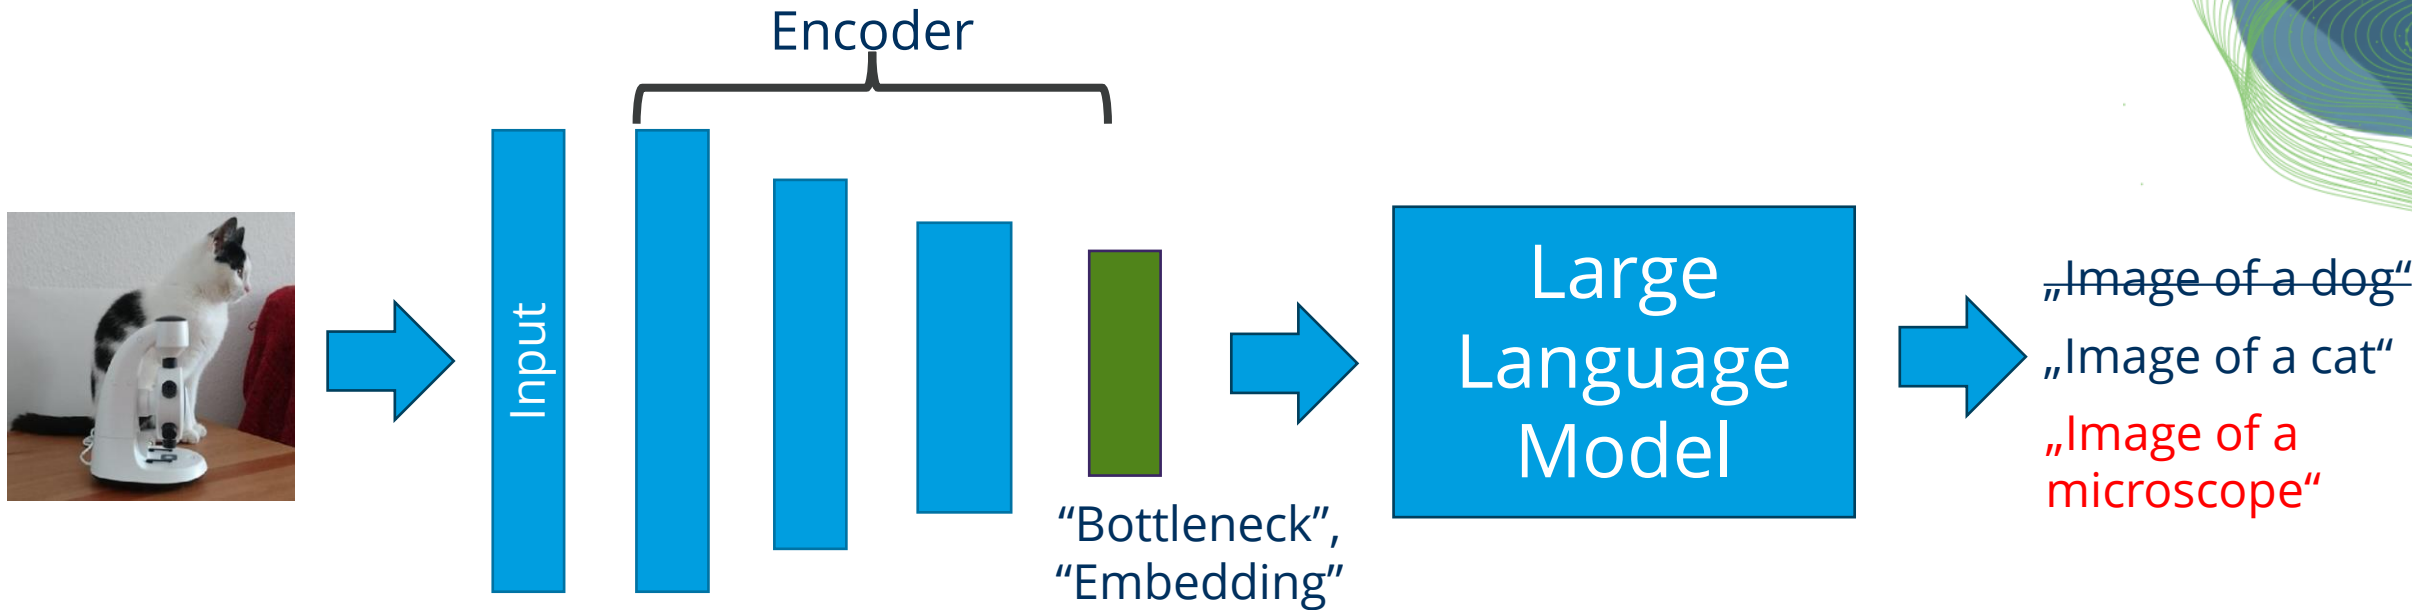 Encoder
Input
“Bottleneck”,
“Embedding”
Large
Language
Model
„Image of a dog“
„Image of a cat“
„Image of a
microscope“